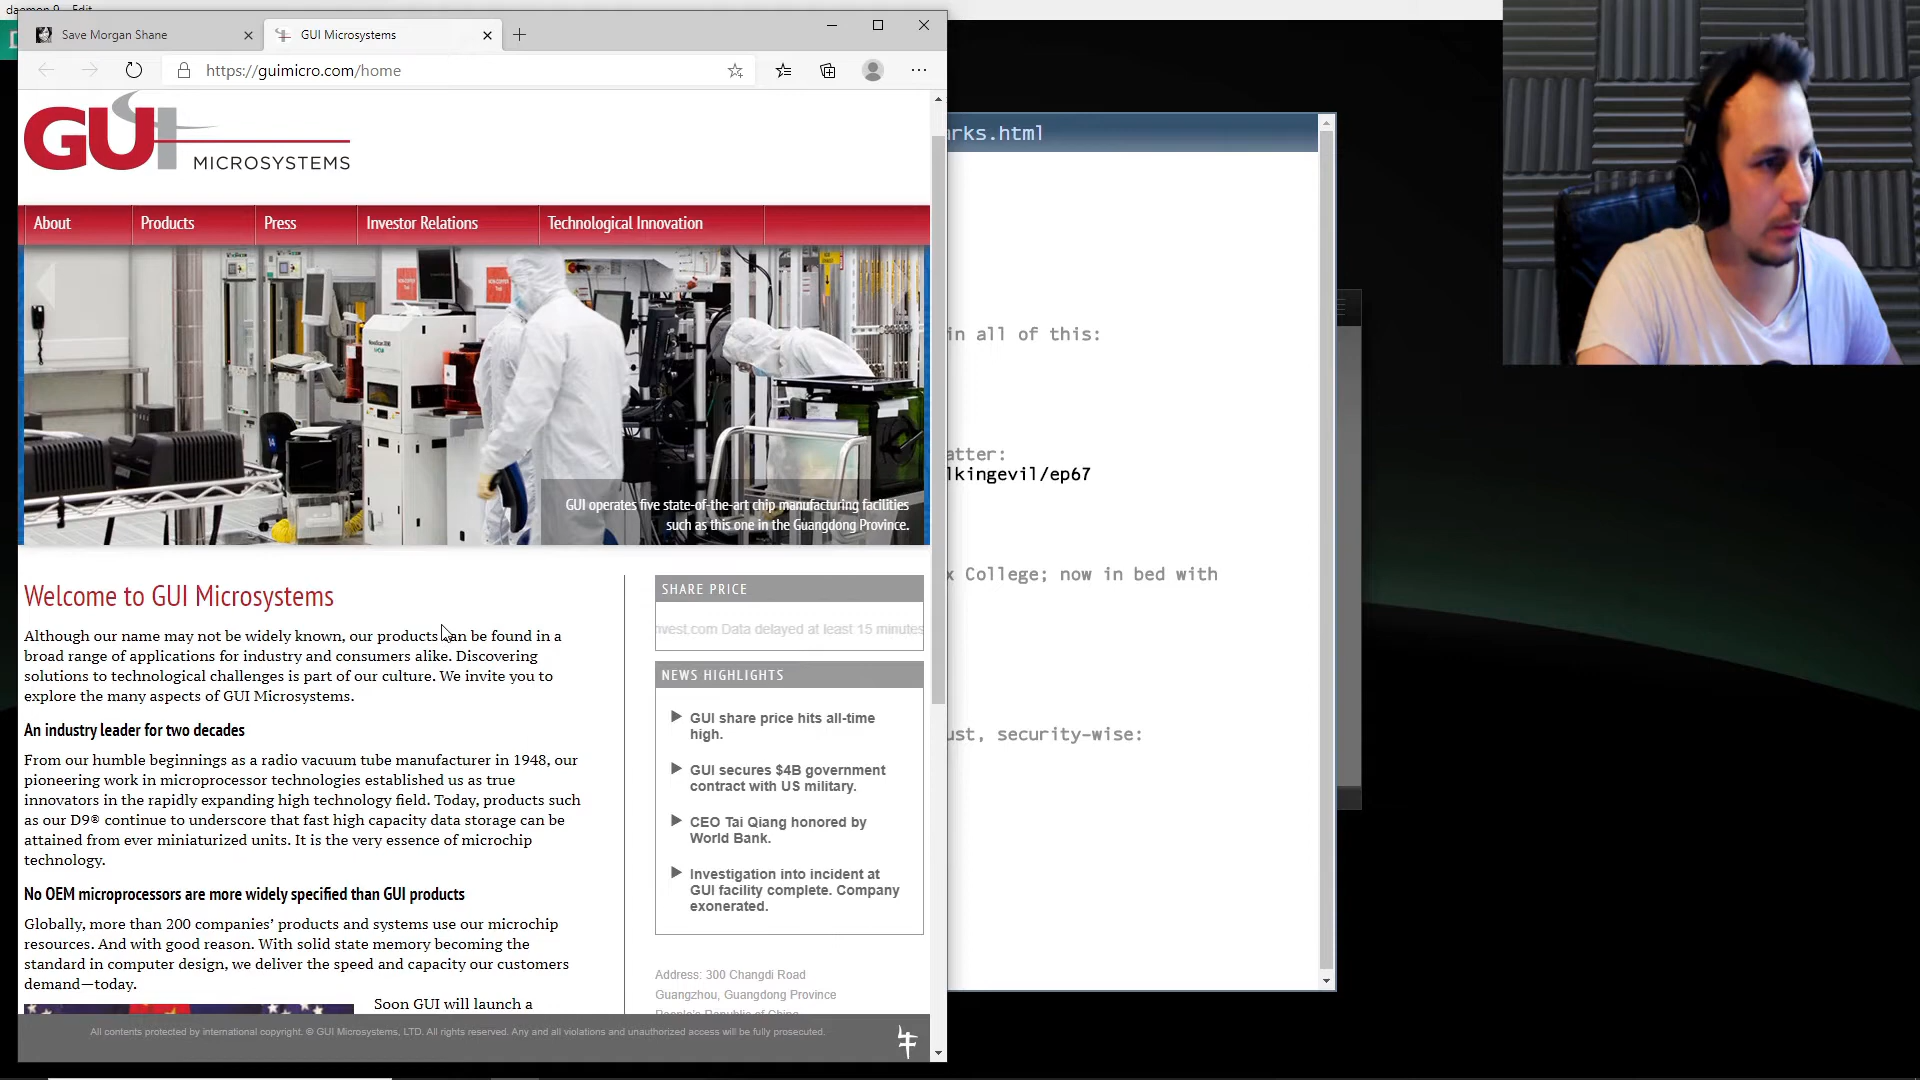 Edit
Save Morgan Shane
GUI Microsystems
https://guimicro.com/home
GUI
MICROSYSTEMS
About
Products
Press
Investor Relations
Technological Innovation
GUI operates five state-of-the-art chip manufacturing facilities
such as this one in the Guangdong Province.
Welcome to GUI Microsystems
Although our name may not be widely known, our products can be found in a
broad range of applications for industry and consumers alike. Discovering
solutions to technological challenges is part of our culture. We invite you to
explore the many aspects of GUI Microsystems.
An industry leader for two decades
From our humble beginnings as a radio vacuum tube manufacturer in 1948, our
pioneering work in microprocessor technologies established us as true
innovators in the rapidly expanding high technology field. Today, products such
as our D9® continue to underscore that fast high capacity data storage can be
attained from ever miniaturized units. It is the very essence of microchip
technology.
No OEM microprocessors are more widely specified than GUI products
Globally, more than 200 companies’ products and systems use our microchip
resources. And with good reason. With solid state memory becoming the
standard in computer design, we deliver the speed and capacity our customers
demand—today.
Soon GUI will launch a
SHARE PRICE
nvest.com Data delayed at least 15 minutes
NEWS HIGHLIGHTS
GUI share price hits all-time
high.
GUI secures $4B government
contract with US military.
CEO Tai Qiang honored by
World Bank.
Investigation into incident at
GUI facility complete. Company
exonerated.
Address: 300 Changdi Road
Guangzhou, Guangdong Province
People's Republic of China
All contents protected by international copyright. © GUI Microsystems, LTD. All rights reserved. Any and all violations and unauthorized access will be fully prosecuted.
arks.html
in all of this:
atter:
lkingevil/ep67
x College; now in bed with
ust, security-wise: